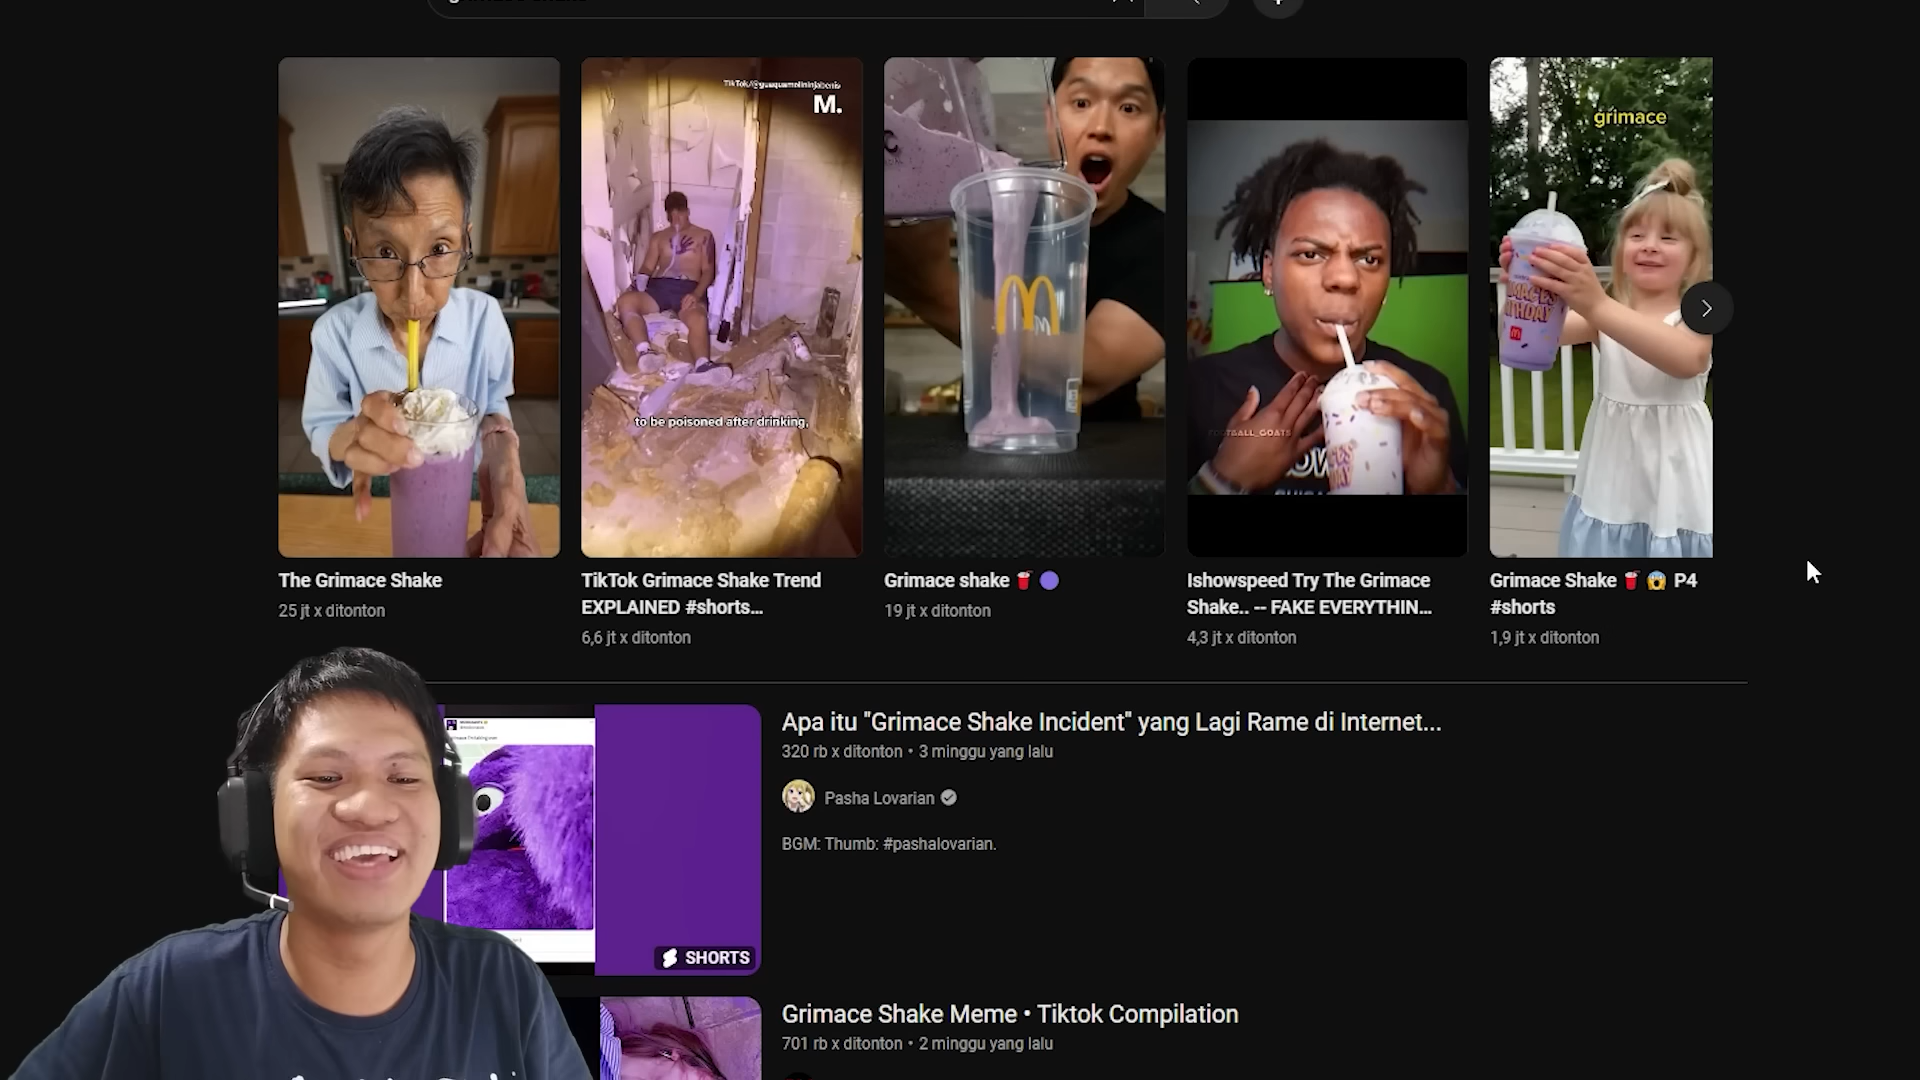 TikTok/@guaquamolininjabenis
M.
to be poisoned after drinking,
FOOTBALL_GOATS
grimace
The Grimace Shake
25 jt x ditonton
TikTok Grimace Shake Trend
EXPLAINED #shorts...
6,6 jt x ditonton
Grimace shake 🥤 🟣
19 jt x ditonton
Ishowspeed Try The Grimace
Shake.. -- FAKE EVERYTHIN...
4,3 jt x ditonton
Grimace Shake 🥤 😱 P4
#shorts
1,9 jt x ditonton
Apa itu "Grimace Shake Incident" yang Lagi Rame di Internet...
320 rb x ditonton • 3 minggu yang lalu
Pasha Lovarian
BGM: Thumb: #pashalovarian.
SHORTS
Grimace Shake Meme • Tiktok Compilation
701 rb x ditonton • 2 minggu yang lalu